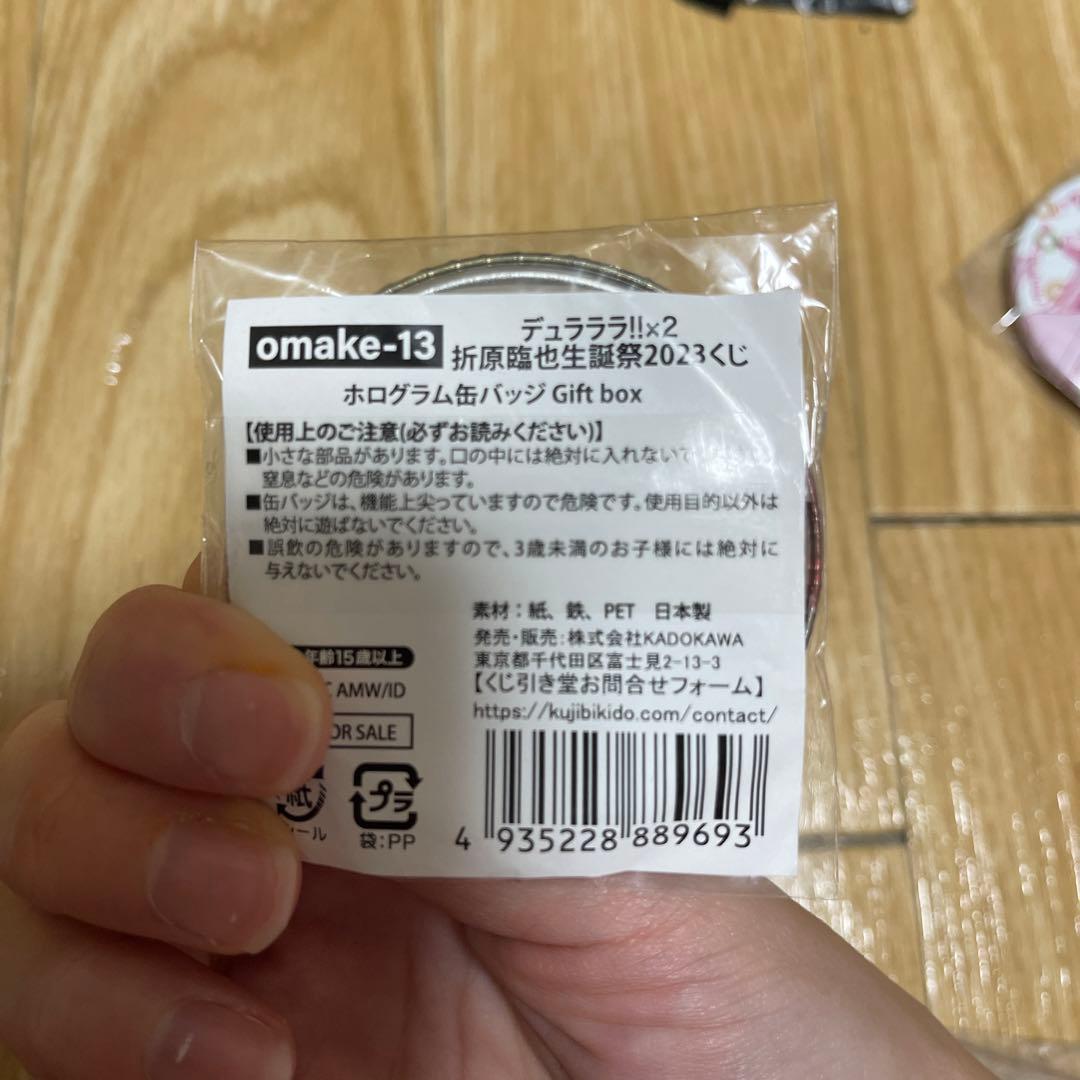 omake-13
デュラララ!!×2
折原臨也生誕祭2023くじ
ホログラム缶バッジ Gift box
【使用上のご注意(必ずお読みください)】
■小さな部品があります。口の中には絶対に入れないで
窒息などの危険があります。
■缶バッジは、機能上尖っていますので危険です。使用目的以外は
絶対に遊ばないでください。
■誤飲の危険がありますので、3歳未満のお子様には絶対に
与えないでください。
素材：紙、鉄、PET 日本製
発売・販売：株式会社KADOKAWA
東京都千代田区富士見2-13-3
【くじ引き堂お問合せフォーム】
https://kujibikido.com/contact/
年齢15歳以上
AMW/ID
OR SALE
紙
プラ
袋：PP
4 935228 889693